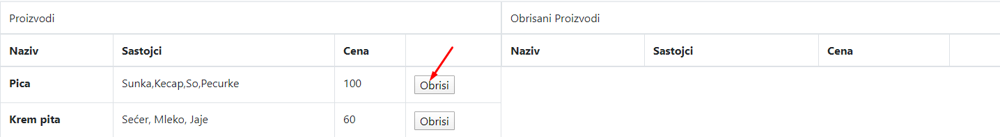 Proizvodi Obrisani Proizvodi
Naziv Sastojci Cena Naziv Sastojci Cena
Pica Sunka,Kecap,So,Pecurke 100 Obrisi
Krem pita Sećer, Mleko, Jaje 60 Obrisi